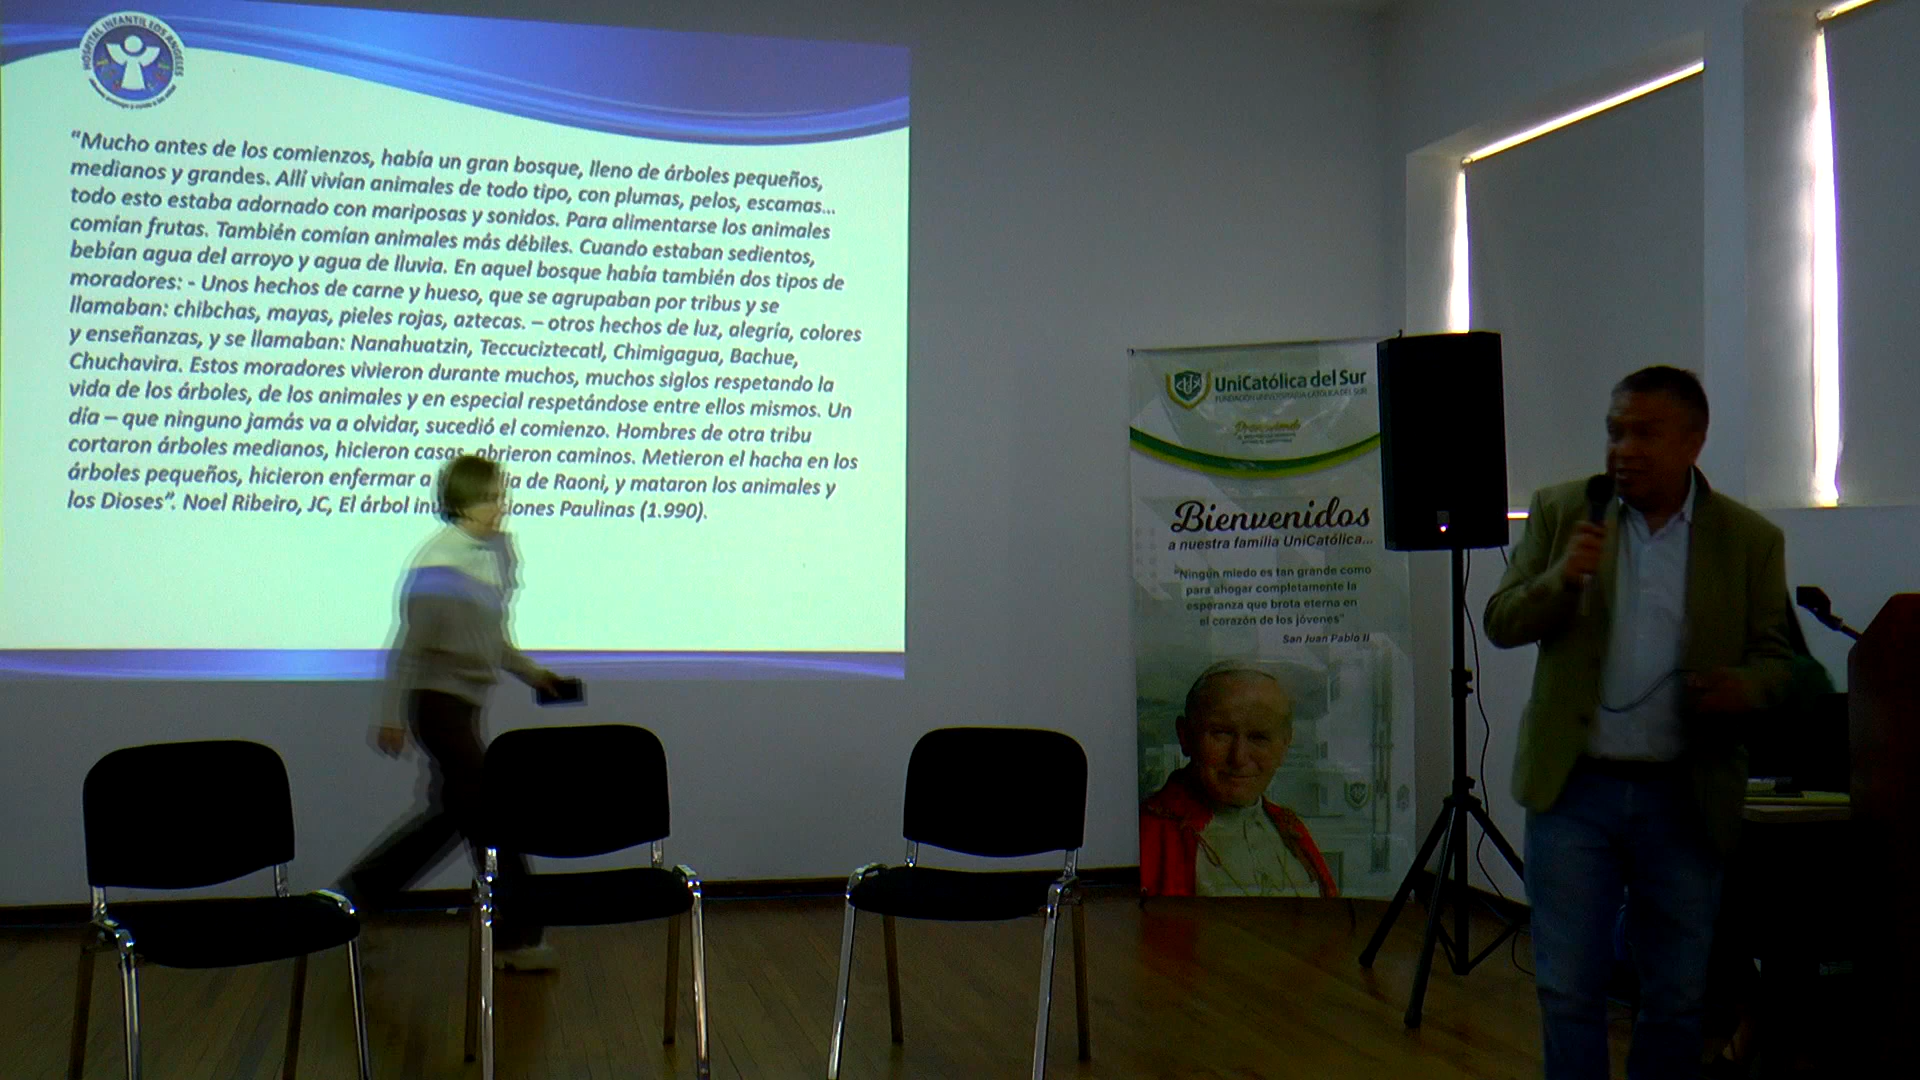 HOSPITAL INFANTIL LOS ANGELES
“Mucho antes de los comienzos, había un gran bosque, lleno de árboles pequeños,
medianos y grandes. Allí vivían animales de todo tipo, con plumas, pelos, escamas...
todo esto estaba adornado con mariposas y sonidos. Para alimentarse los animales
comían frutas. También comían animales más débiles. Cuando estaban sedientos,
bebían agua del arroyo y agua de lluvia. En aquel bosque había también dos tipos de
moradores: - Unos hechos de carne y hueso, que se agrupaban por tribus y se
llamaban: chibchas, mayas, pieles rojas, aztecas. – otros hechos de luz, alegría, colores
y enseñanzas, y se llamaban: Nanahuatzin, Teccuciztecatl, Chimigagua, Bachue,
Chuchavira. Estos moradores vivieron durante muchos, muchos siglos respetando la
vida de los árboles, de los animales y en especial respetándose entre ellos mismos. Un
día – que ninguno jamás va a olvidar, sucedió el comienzo. Hombres de otra tribu
cortaron árboles medianos, hicieron casas, abrieron caminos. Metieron el hacha en los
árboles pequeños, hicieron enfermar a de Raoni, y mataron los animales y
los Dioses”. Noel Ribeiro, JC, El árbol Paulinas (1.990).
UniCatólica del Sur
FUNDACIÓN UNIVERSITARIA CATÓLICA DEL SUR
Bienvenidos
a nuestra familia UniCatólica...
"Ningún miedo es tan grande como
para ahogar completamente la
esperanza que brota eterna en
el corazón de los jóvenes"
San Juan Pablo II